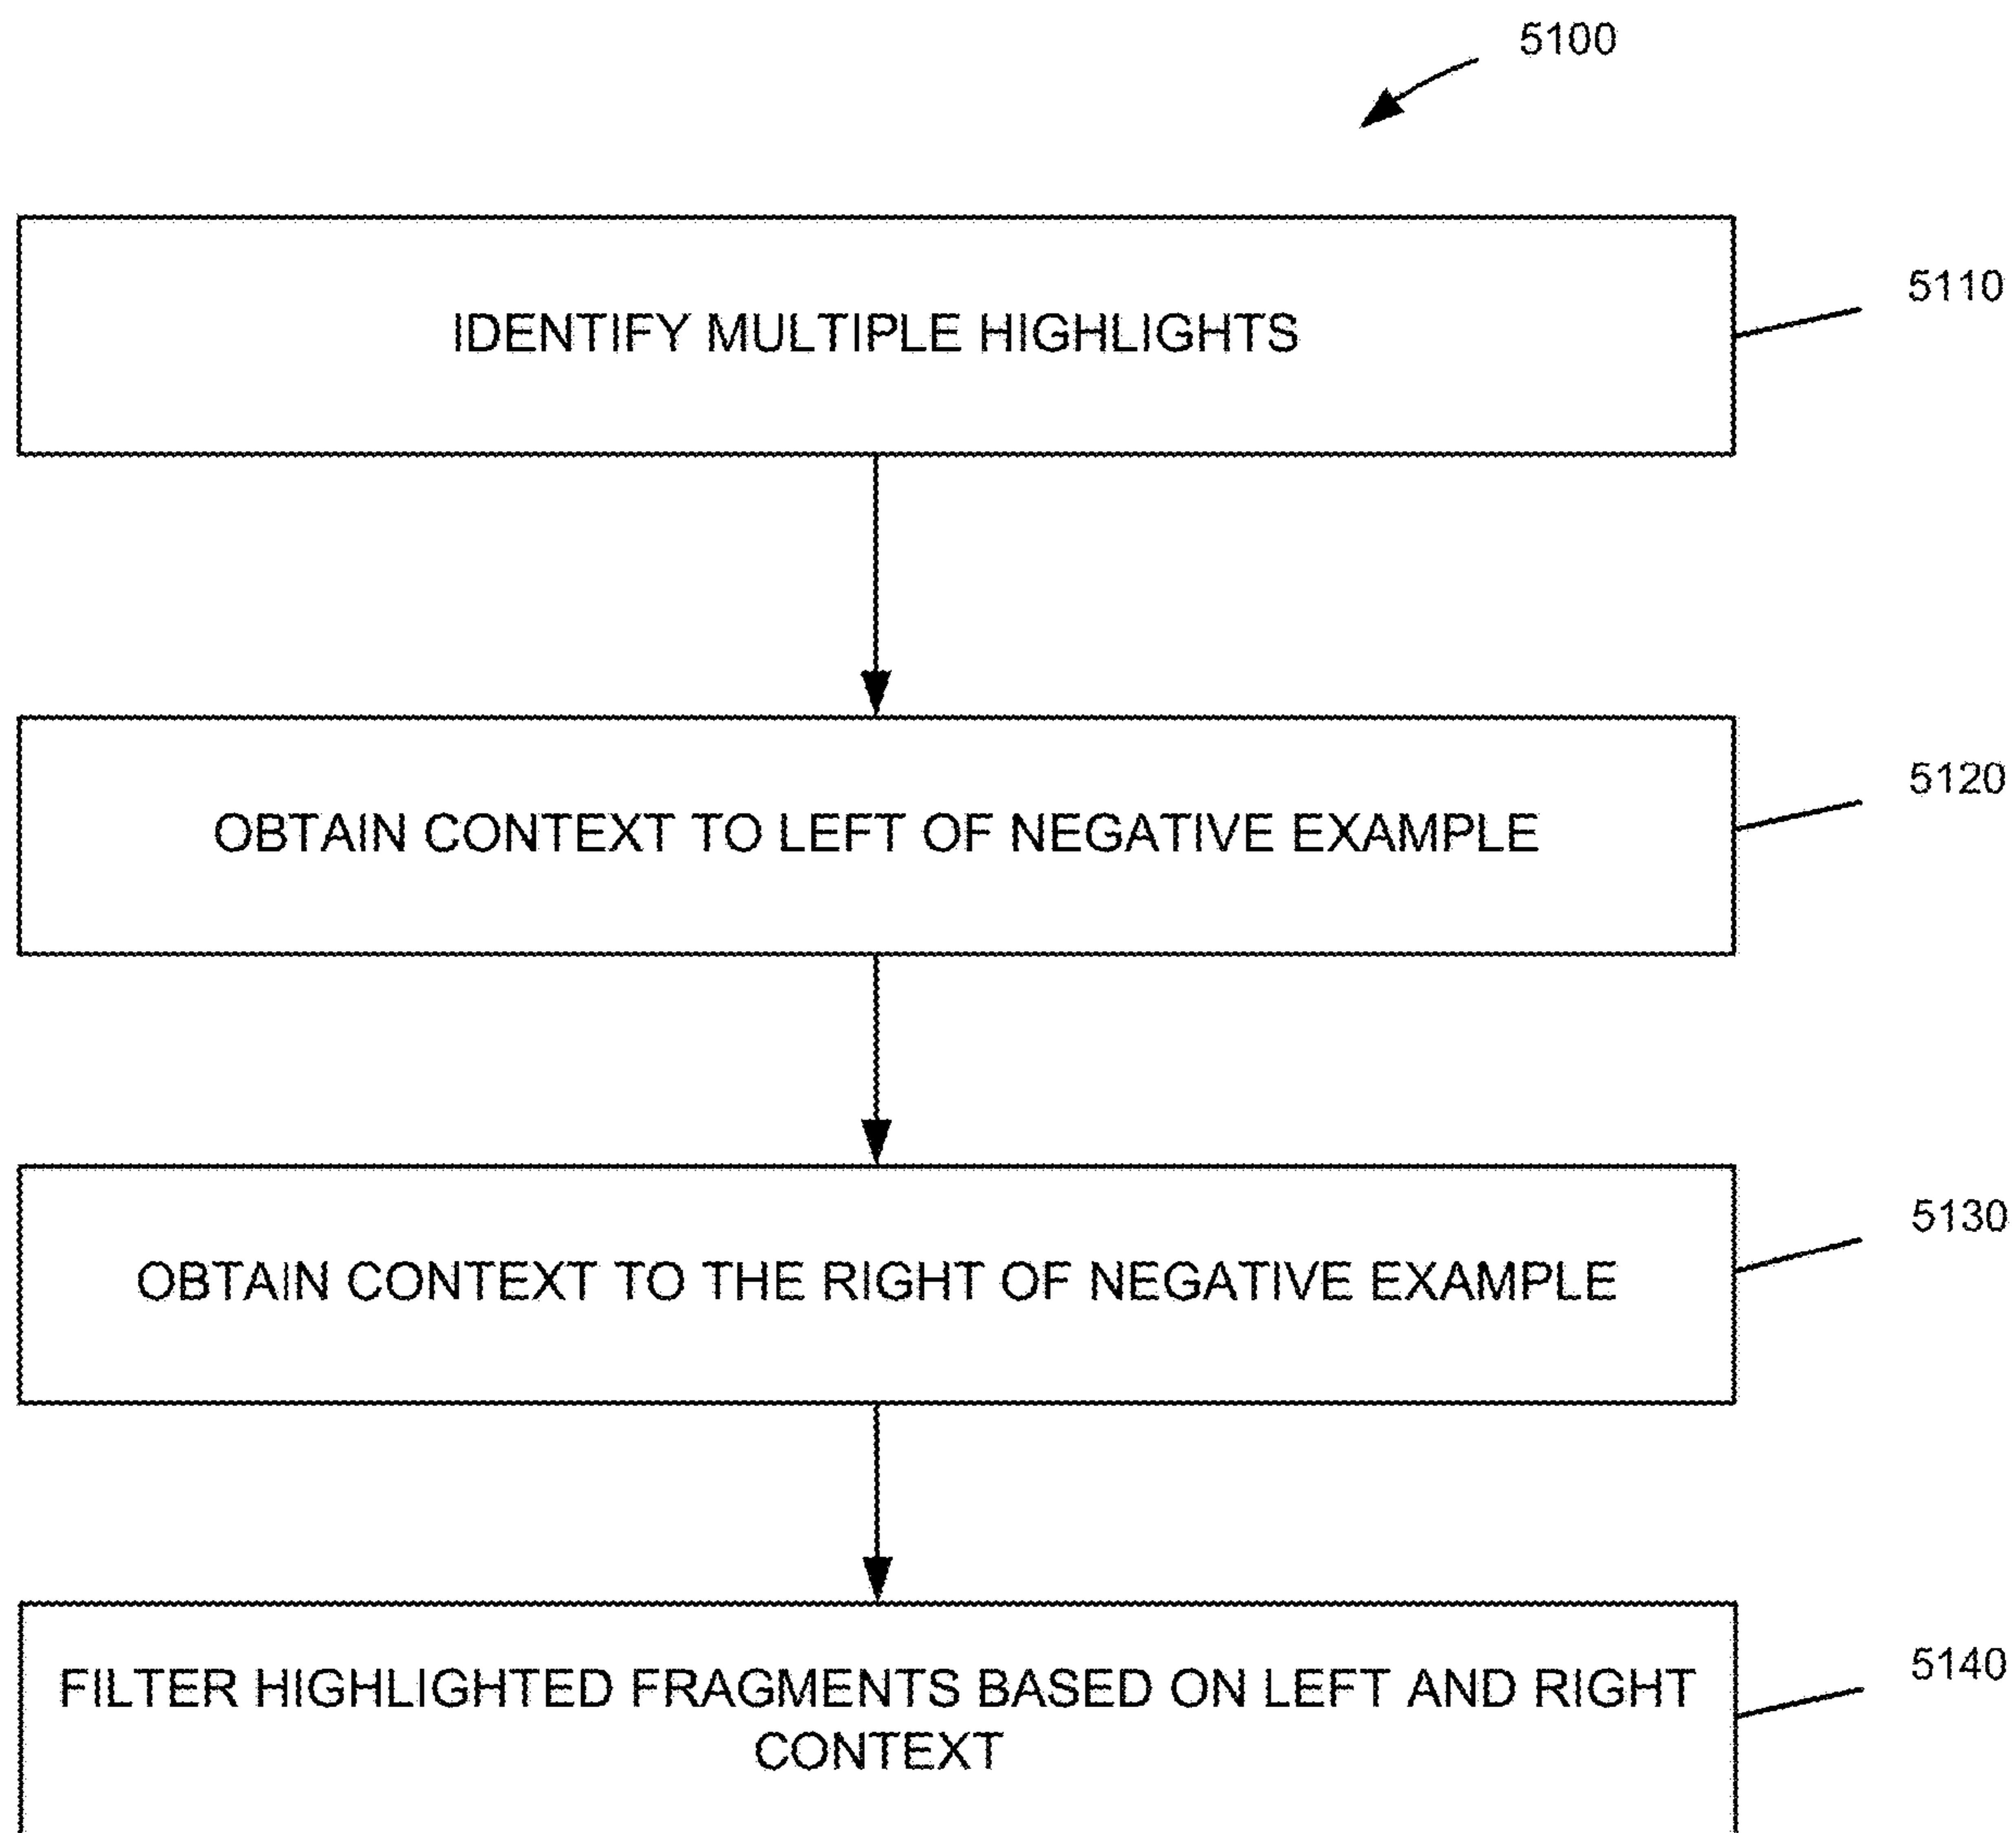 5100
IDENTIFY MULTIPLE HIGHLIGHTS
5110
OBTAIN CONTEXT TO LEFT OF NEGATIVE EXAMPLE
5120
OBTAIN CONTEXT TO THE RIGHT OF NEGATIVE EXAMPLE
5130
FILTER HIGHLIGHTED FRAGMENTS BASED ON LEFT AND RIGHT
CONTEXT
5140